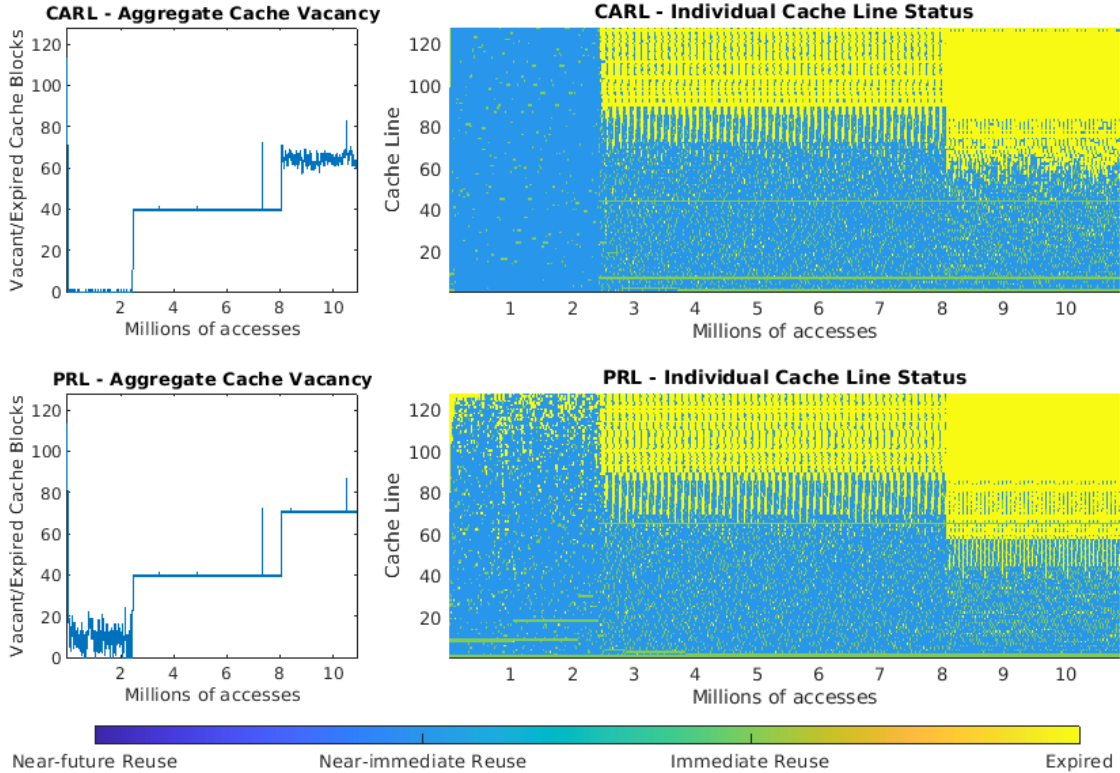 CARL - Aggregate Cache Vacancy
Vacant/Expired Cache Blocks
120
100
80
60
40
20
0
2 4 6 8 10
Millions of accesses
CARL - Individual Cache Line Status
Cache Line
120
100
80
60
40
20
1 2 3 4 5 6 7 8 9 10
Millions of accesses
PRL - Aggregate Cache Vacancy
Vacant/Expired Cache Blocks
120
100
80
60
40
20
0
2 4 6 8 10
Millions of accesses
PRL - Individual Cache Line Status
Cache Line
120
100
80
60
40
20
1 2 3 4 5 6 7 8 9 10
Millions of accesses
Near-future Reuse Near-immediate Reuse Immediate Reuse Expired